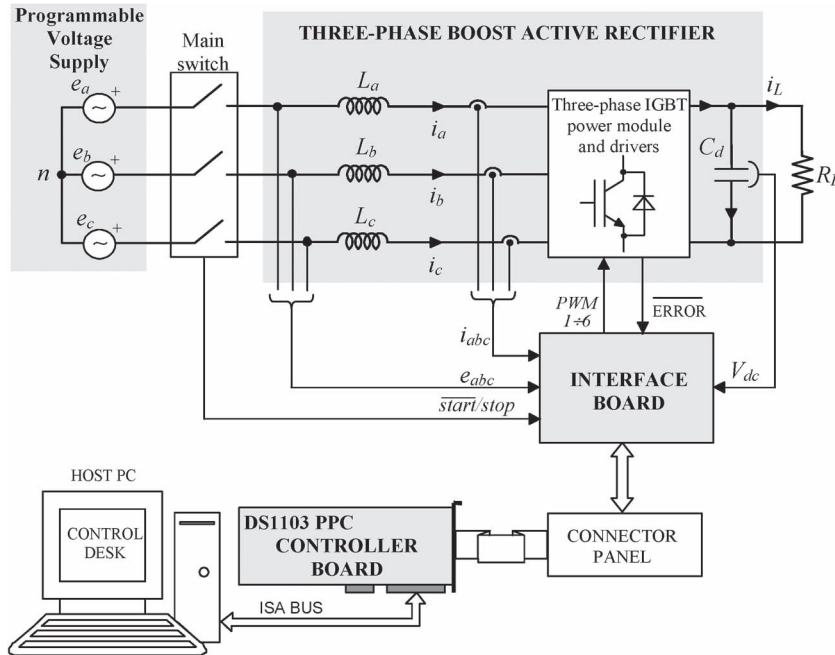 Programmable
Voltage
Supply
Main
switch
THREE-PHASE BOOST ACTIVE RECTIFIER
e_a
+
L_a
i_a
e_b
+
n
L_b
i_b
e_c
+
L_c
i_c
Three-phase IGBT
power module
and drivers
i_L
C_d
PWM
1÷6
ERROR
i_abc
e_abc
start/stop
INTERFACE
BOARD
V_dc
HOST PC
CONTROL
DESK
DS1103 PPC
CONTROLLER
BOARD
CONNECTOR
PANEL
ISA BUS